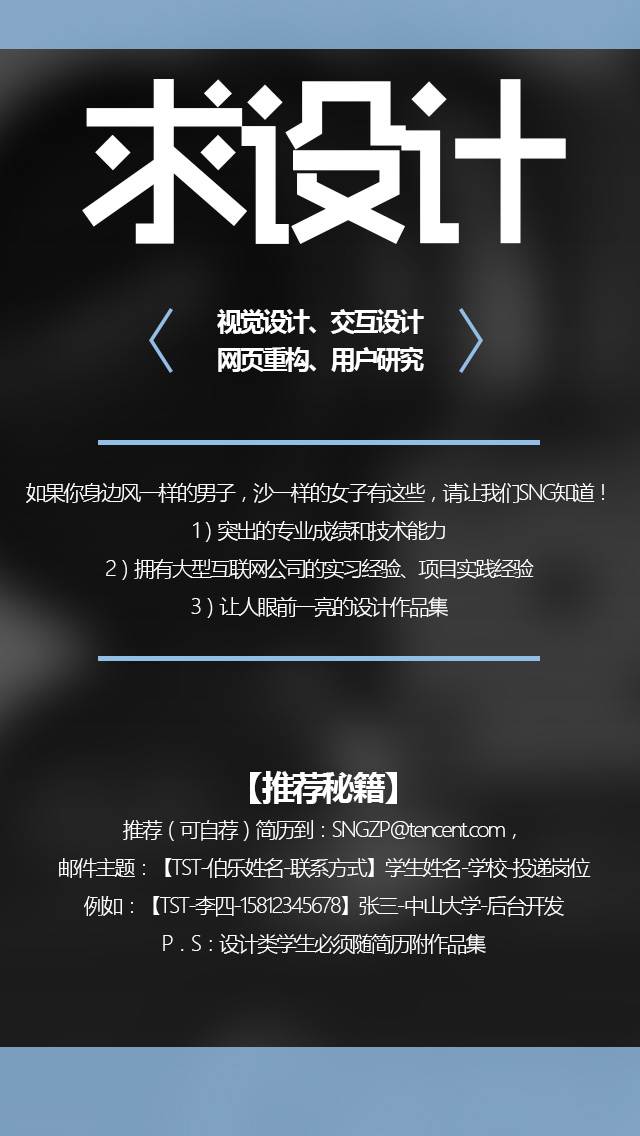 求设计
视觉设计、交互设计
网页重构、用户研究
如果你身边风一样的男子，沙一样的女子有这些，请让我们SNG知道！
1）突出的专业成绩和技术能力
2）拥有大型互联网公司的实习经验、项目实践经验
3）让人眼前一亮的设计作品集
【推荐秘籍】
推荐（可自荐）简历到：SNGZP@tencent.com，
邮件主题：【TST-伯乐姓名-联系方式】学生姓名-学校-投递岗位
例如：【TST-李四-15812345678】张三-中山大学-后台开发
P．S：设计类学生必须随简历附作品集